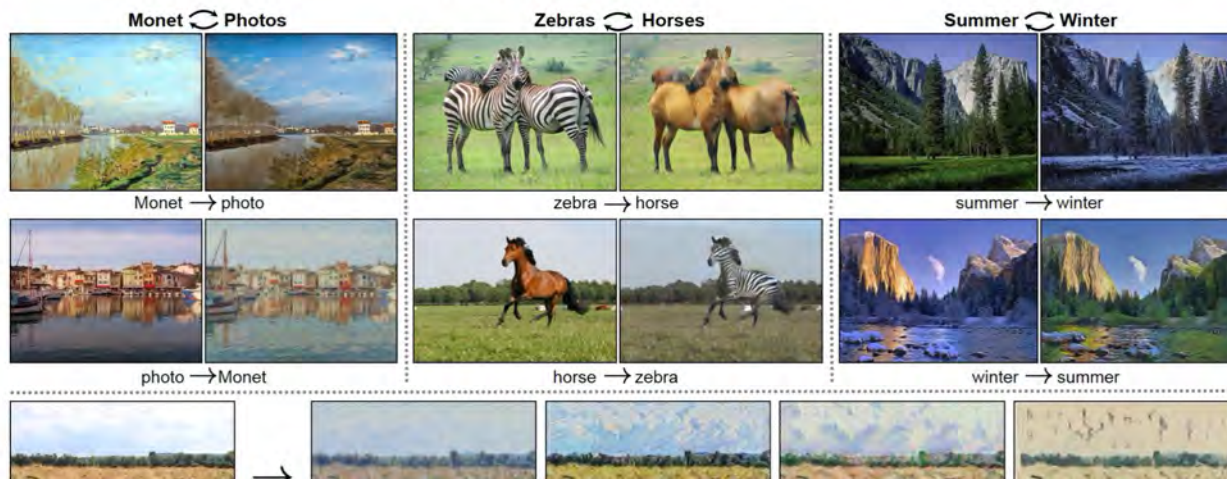 Monet Photos
Zebras Horses
Summer Winter
Monet → photo
zebra → horse
summer → winter
photo → Monet
horse → zebra
winter → summer